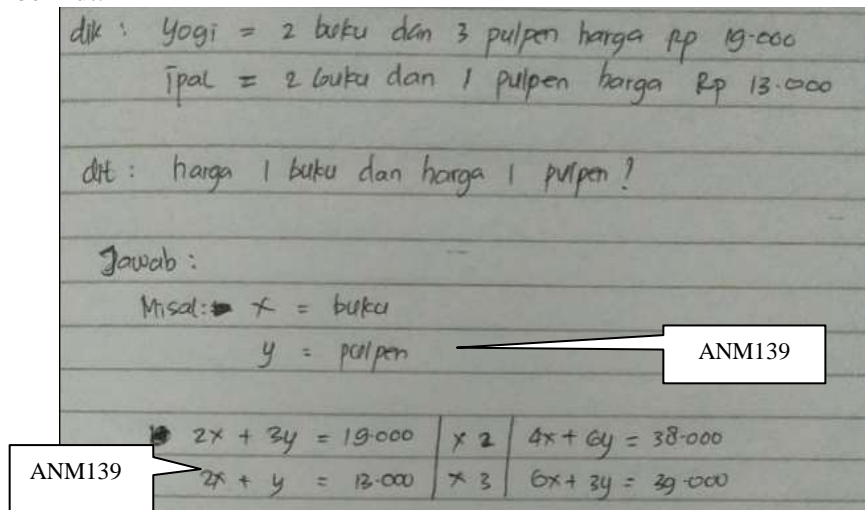 dik : Yogi = 2 buku dan 3 pulpen harga Rp 19.000
Ipal = 2 buku dan 1 pulpen harga Rp 13.000
dit : harga 1 buku dan harga 1 pulpen?
Jawab :
Misal: x = buku
y = pulpen
ANM139
2x + 3y = 19.000 | x 2 | 4x + 6y = 38.000
ANM139
2x + y = 13.000 | x 3 | 6x + 3y = 39.000